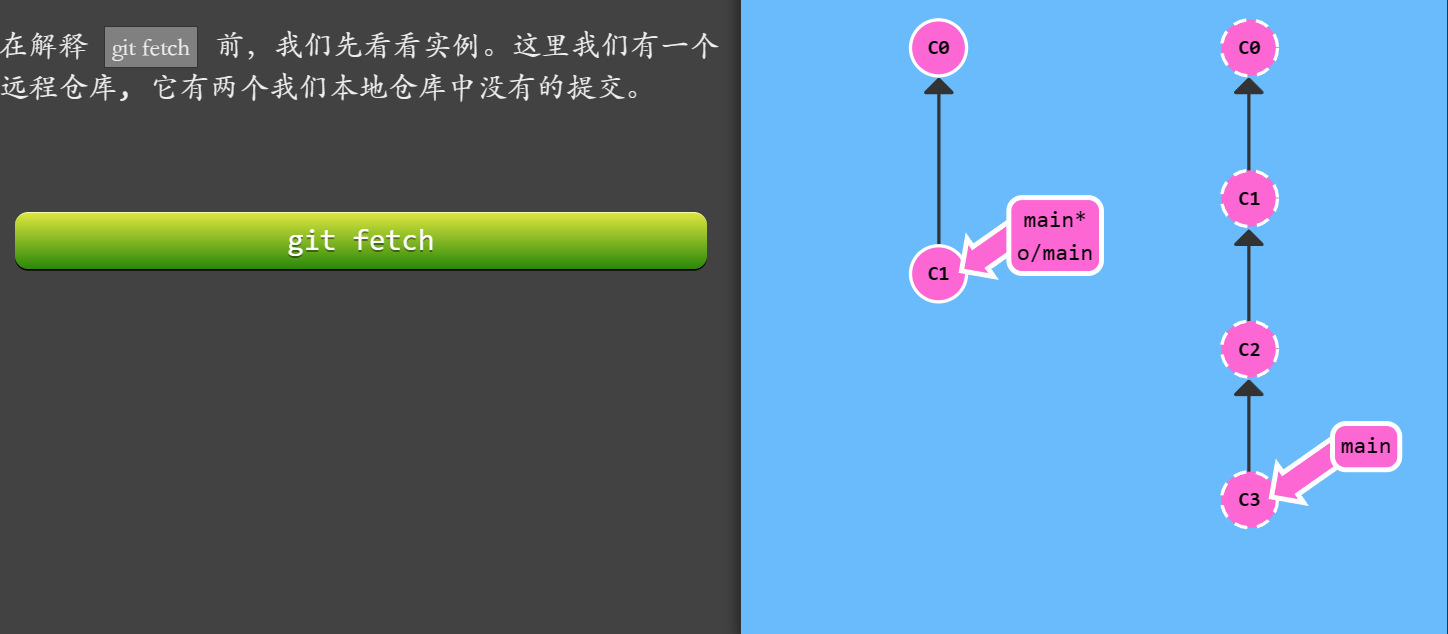 在解释 git fetch 前，我们先看看实例。这里我们有一个
远程仓库, 它有两个我们本地仓库中没有的提交。
git fetch
C0
C1
main*
o/main
C0
C1
C2
C3
main